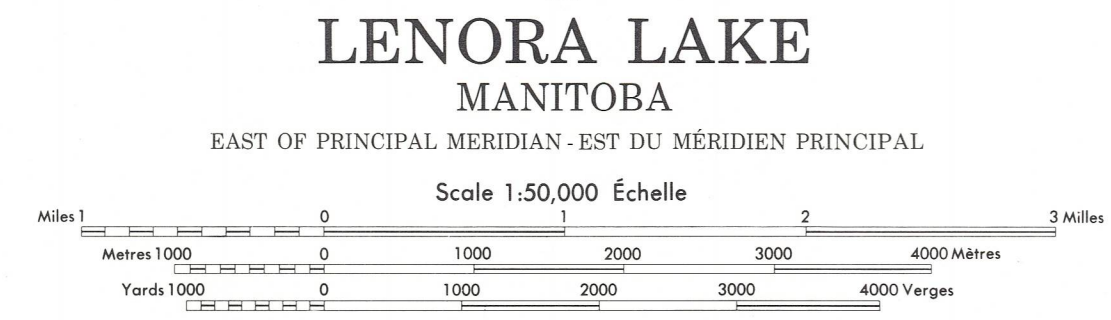 LENORA LAKE
MANITOBA
EAST OF PRINCIPAL MERIDIAN - EST DU MÉRIDIEN PRINCIPAL
Scale 1:50,000 Échelle
Miles 1 0 1 2 3 Milles
Metres 1000 0 1000 2000 3000 4000 Mètres
Yards 1000 0 1000 2000 3000 4000 Verges